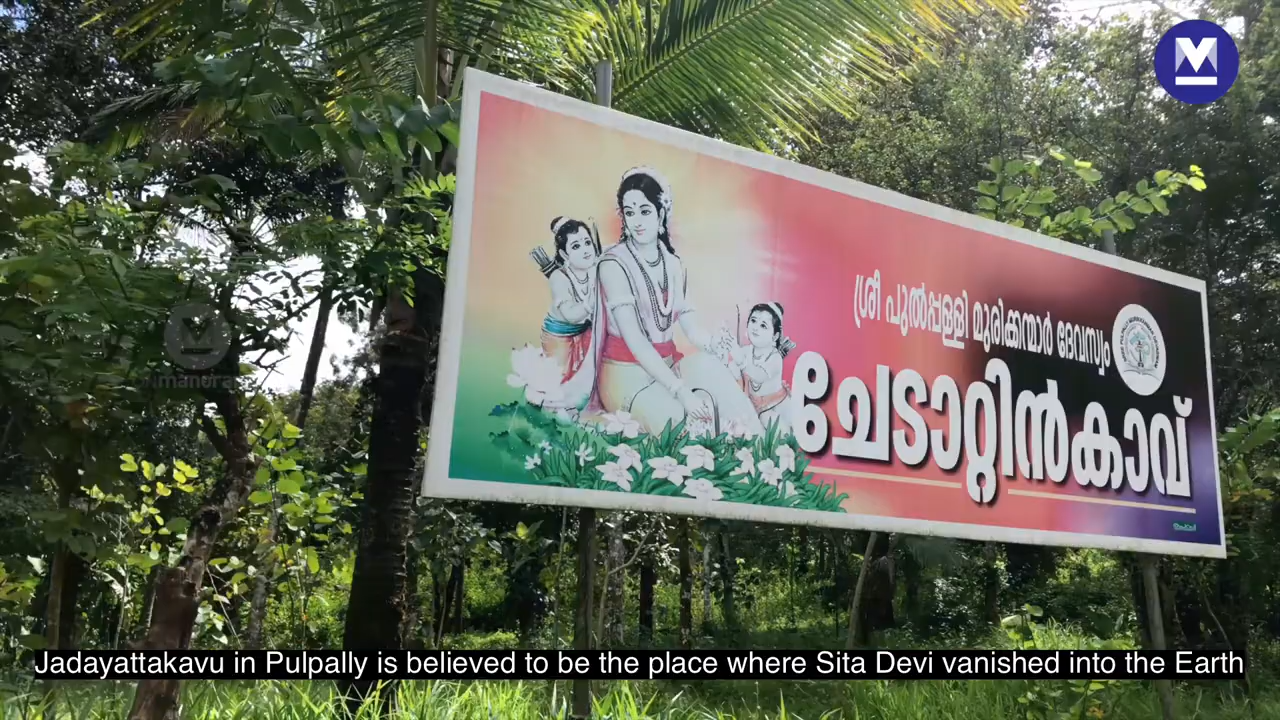 ശ്രീ പുൽപ്പള്ളി മുരിക്കന്മാർ ദേവസ്വം
ചേടാറ്റിൻകാവ്
Jadayattakavu in Pulpally is believed to be the place where Sita Devi vanished into the Earth